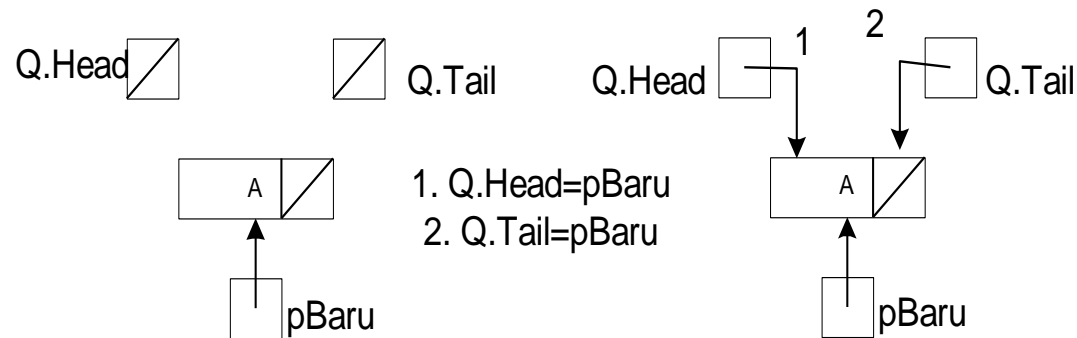 Q.Head
Q.Tail
A
pBaru
1. Q.Head=pBaru
2. Q.Tail=pBaru
1
2
Q.Head
Q.Tail
A
pBaru